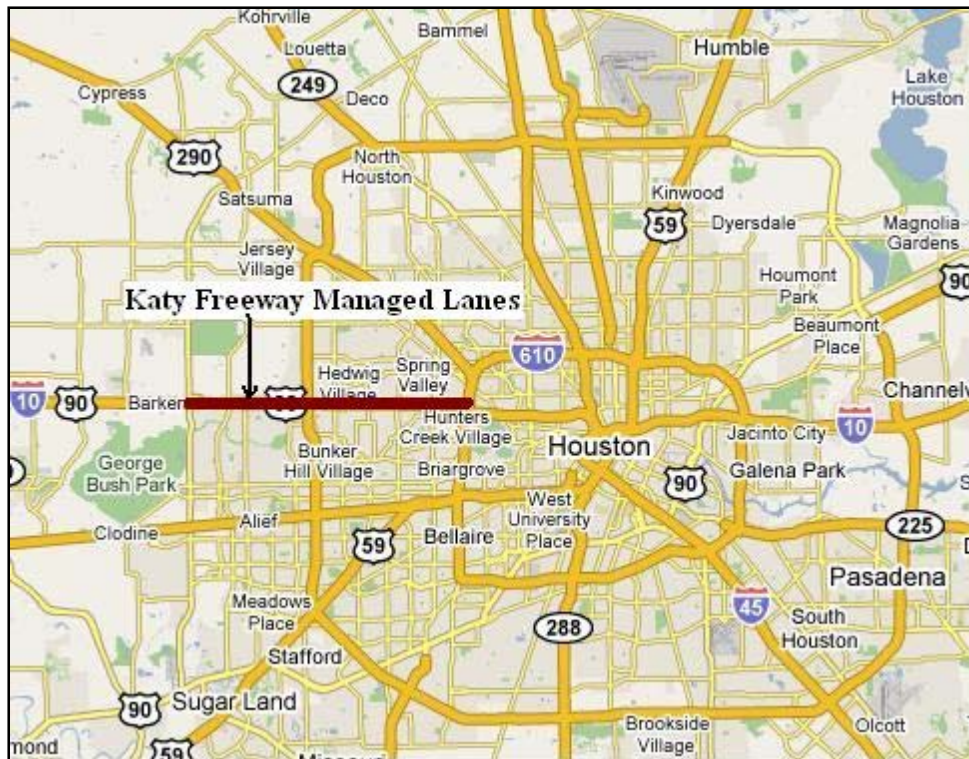 Kohrville
Bammel
Humble
Louetta
249
Deco
Cypress
Lake
Houston
290
North
Houston
Satsuma
Kinwood
59
Dyersdale
Magnolia
Gardens
Jersey
Village
Houmont
Park
90
Katy Freeway Managed Lanes
Beaumont
Place
610
Spring
Valley
Hedwig
Village
10
90
Barker
Channelv
Hunters
Creek Village
10
Jacinto City
Houston
Bunker
Hill Village
George
Bush Park
Briargrove
Galena Park
90
West
University
Place
Alief
Clodine
59
Bellaire
225
Pasadena
Meadows
Place
45
South
Houston
288
Stafford
Sugar Land
90
Brookside
Village
Olcott
mond
59